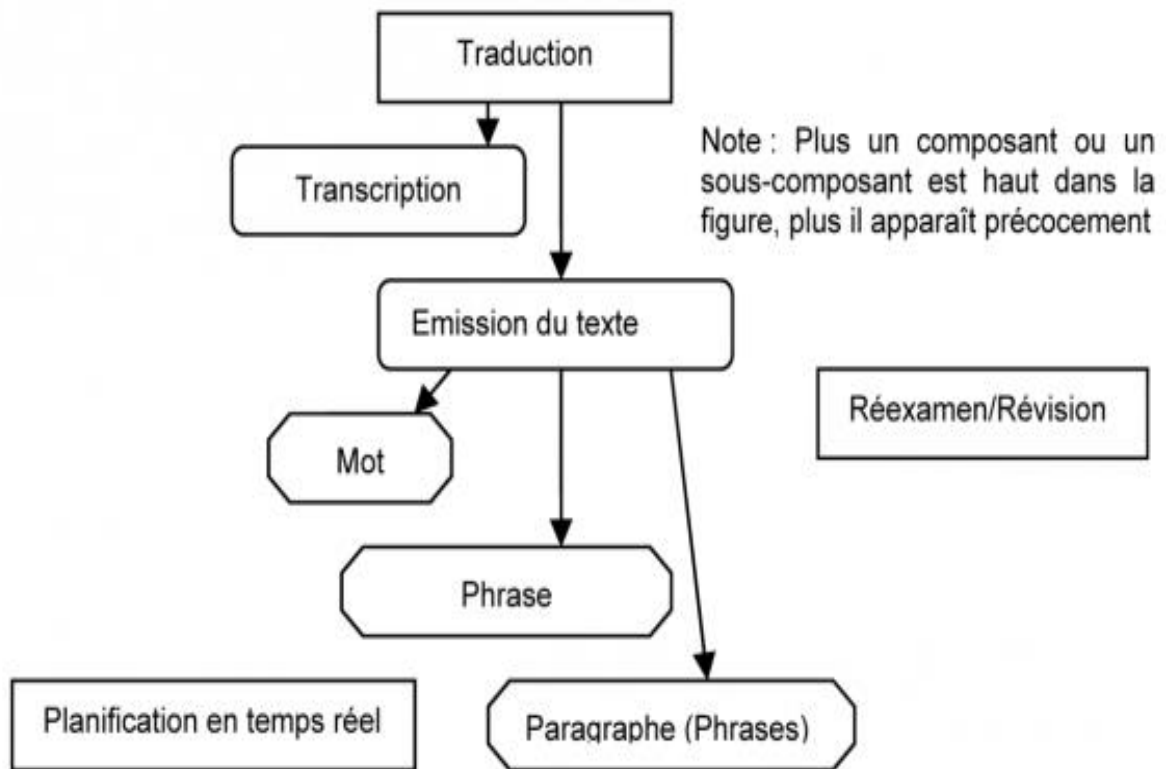 Traduction
Note : Plus un composant ou un
sous-composant est haut dans la
figure, plus il apparaît précocement
Transcription
Emission du texte
Réexamen/Révision
Mot
Phrase
Planification en temps réel
Paragraphe (Phrases)